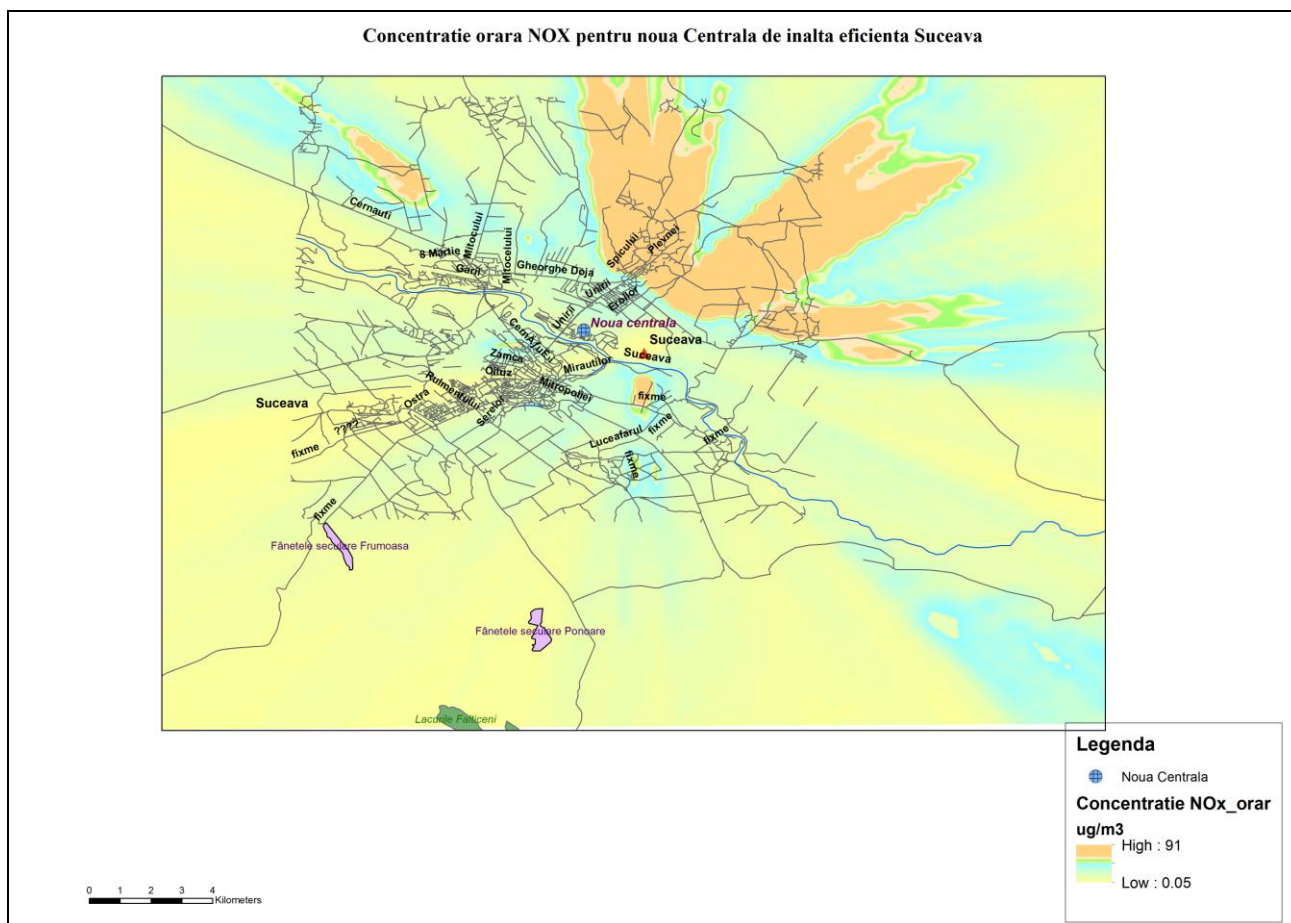 Concentratie orara NOX pentru noua Centrala de inalta eficienta Suceava
Cernauti
8 Martie
Mitocului
Garii
Mitocelului
Gheorghe Doja
Spicului
Plevnei
Unirii
Eroilor
Unirii
Noua centrala
Suceava
Suceava
Zamca
Oituz
Mirautilor
Mitropoliei
Rulmentului
Ostra
Sereloř
Suceava
????
fixme
fixme
fixme
Luceafarul
fixme
fixme
fixme
Fânetele seculare Frumoasa
Fânetele seculare Ponoare
Lacurile Falticeni
Legenda
Noua Centrala
Concentratie NOx_orar
ug/m3
High : 91
Low : 0.05
0 1 2 3 4
Kilometers